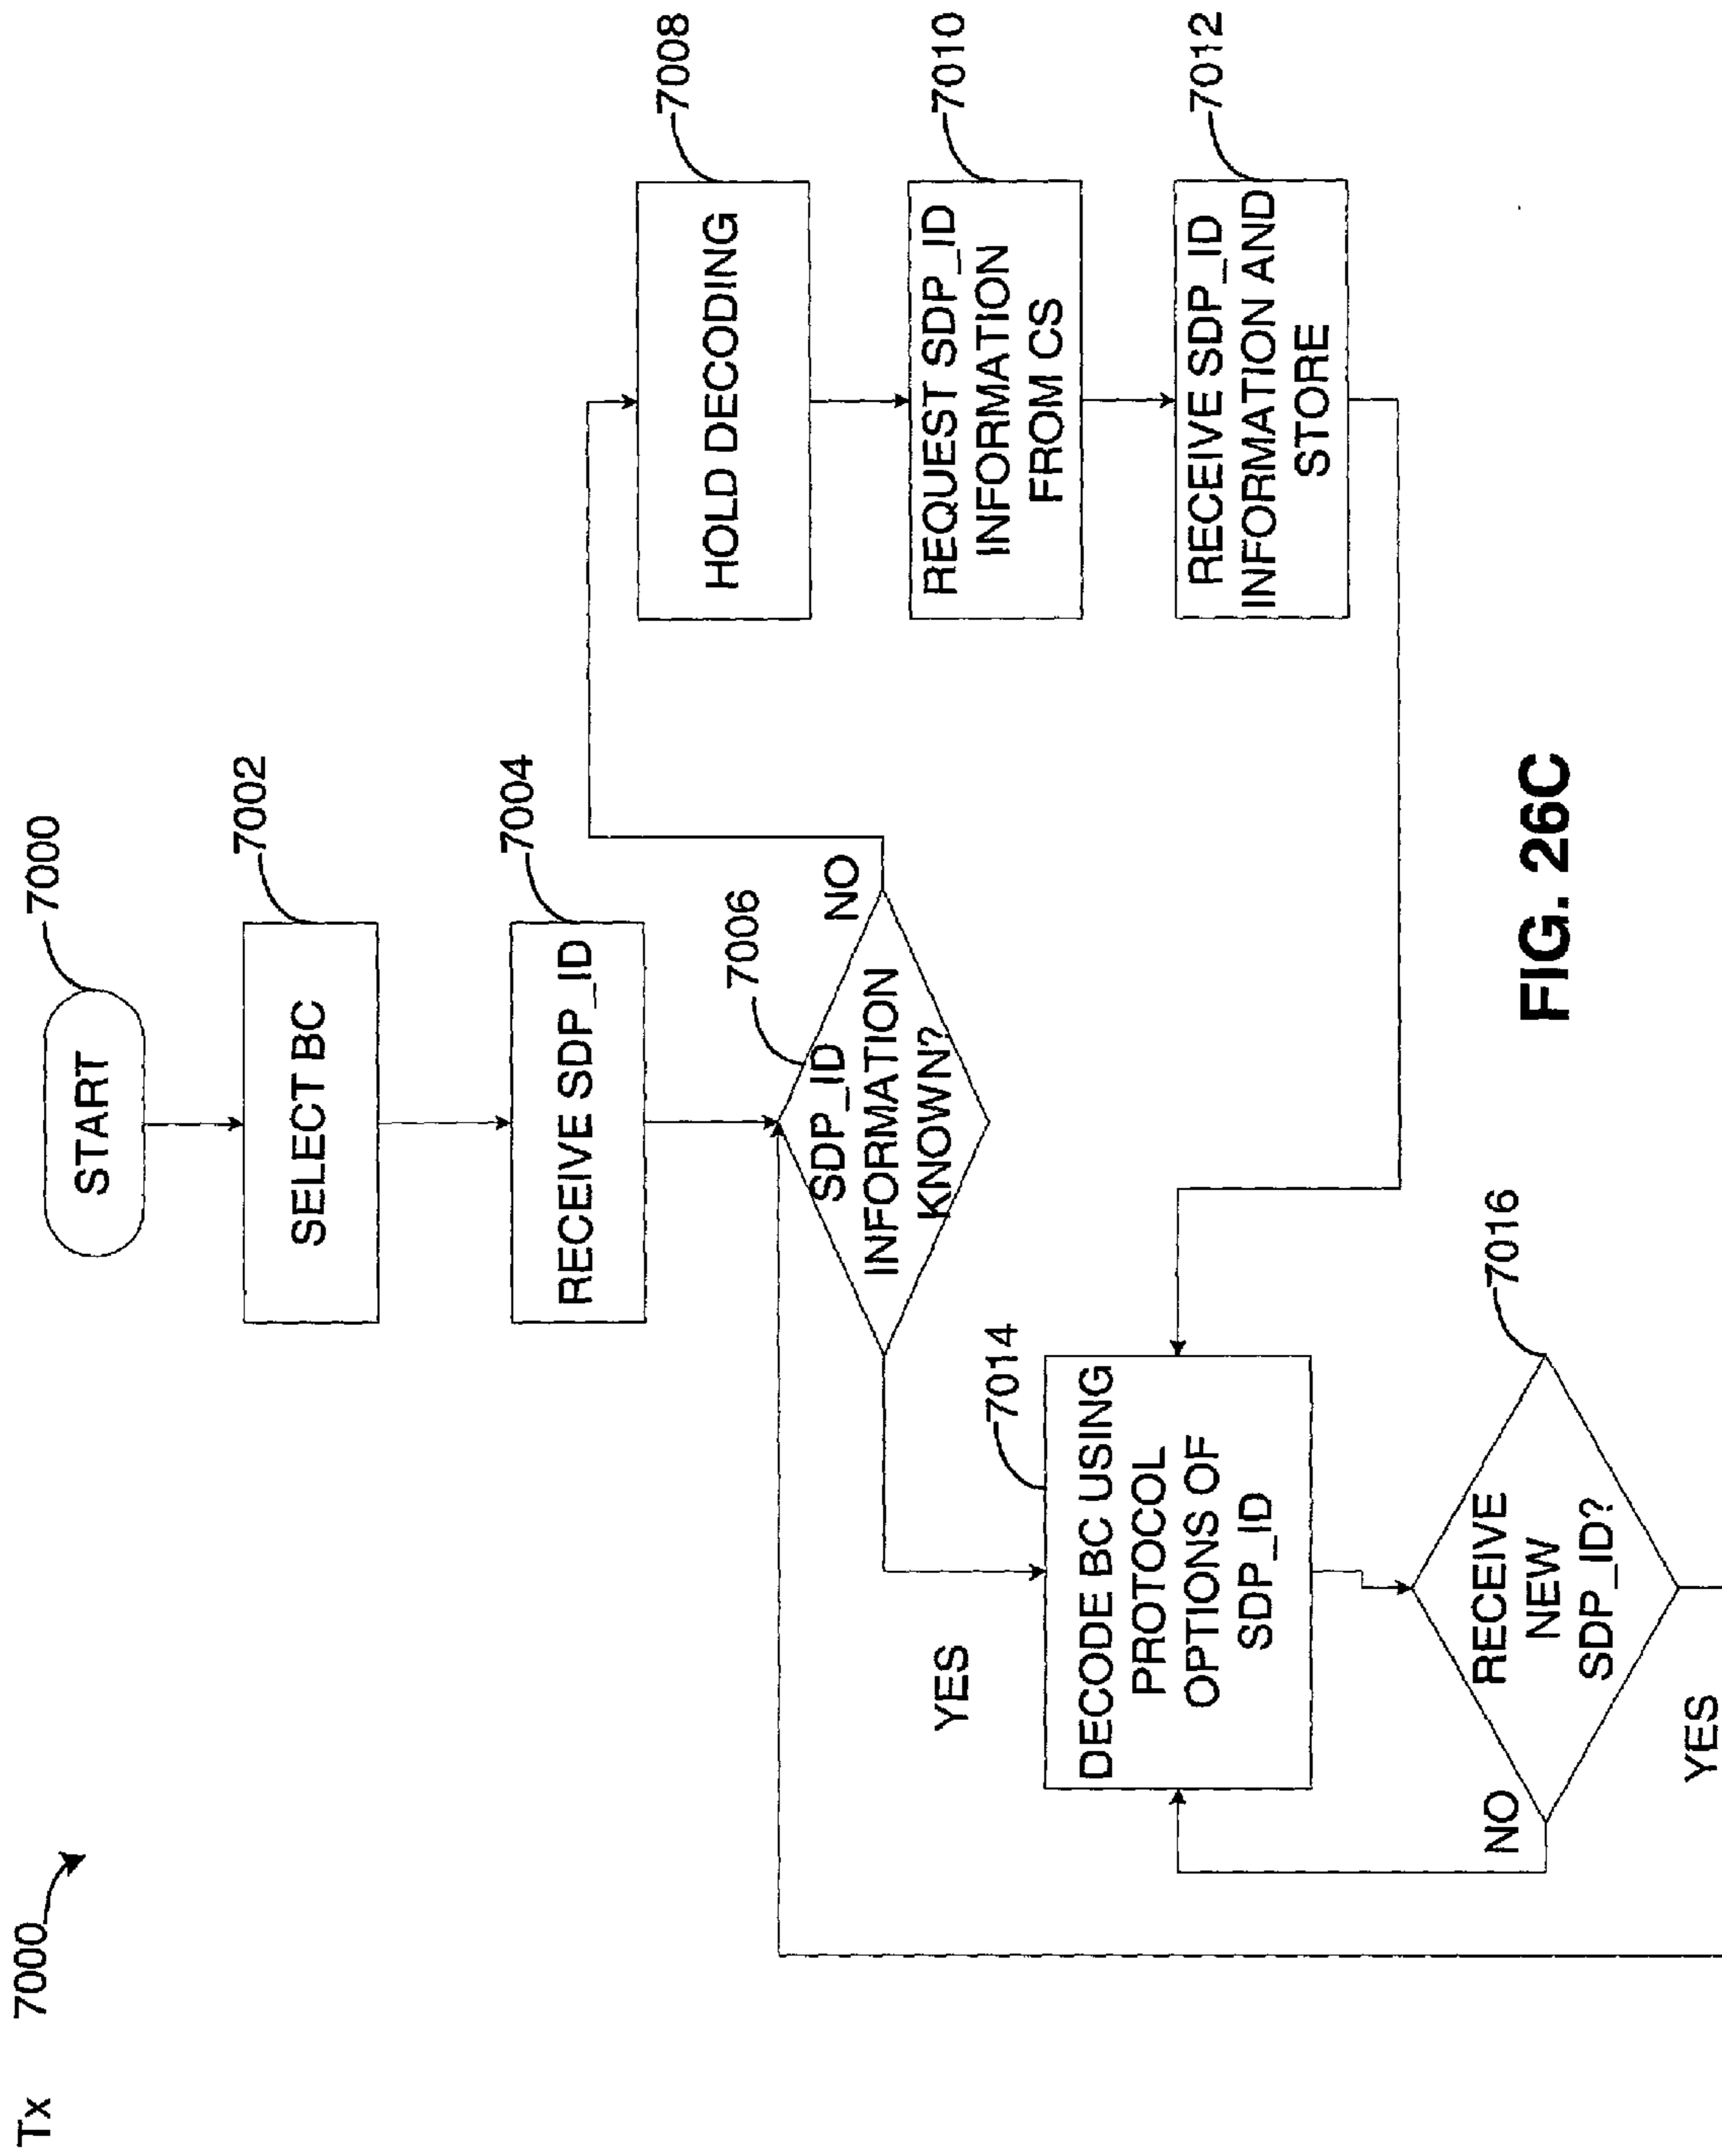 Tx 7000
START
7000
SELECT BC
7002
RECEIVE SDP_ID
7004
SDP_ID
INFORMATION
KNOWN?
7006
NO
YES
HOLD DECODING
7008
REQUEST SDP_ID
INFORMATION
FROM CS
7010
RECEIVE SDP_ID
INFORMATION AND
STORE
7012
DECODE BC USING
PROTOCOL
OPTIONS OF
SDP_ID
7014
RECEIVE
NEW
SDP_ID?
7016
NO
YES
FIG. 26C